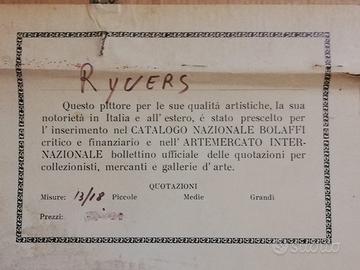 RYVERS
Questo pittore per le sue qualità artistiche, la sua
notorietà in Italia e all'estero, é stato prescelto per
l'inserimento nel CATALOGO NAZIONALE BOLAFFI
critico e finanziario e nell'ARTEMERCATO INTER-
NAZIONALE bollettino ufficiale delle quotazioni per
collezionisti, mercanti e gallerie d'arte.
QUOTAZIONI
Misure: 13/18 Piccole Medie Grandi
Prezzi:
subito.it